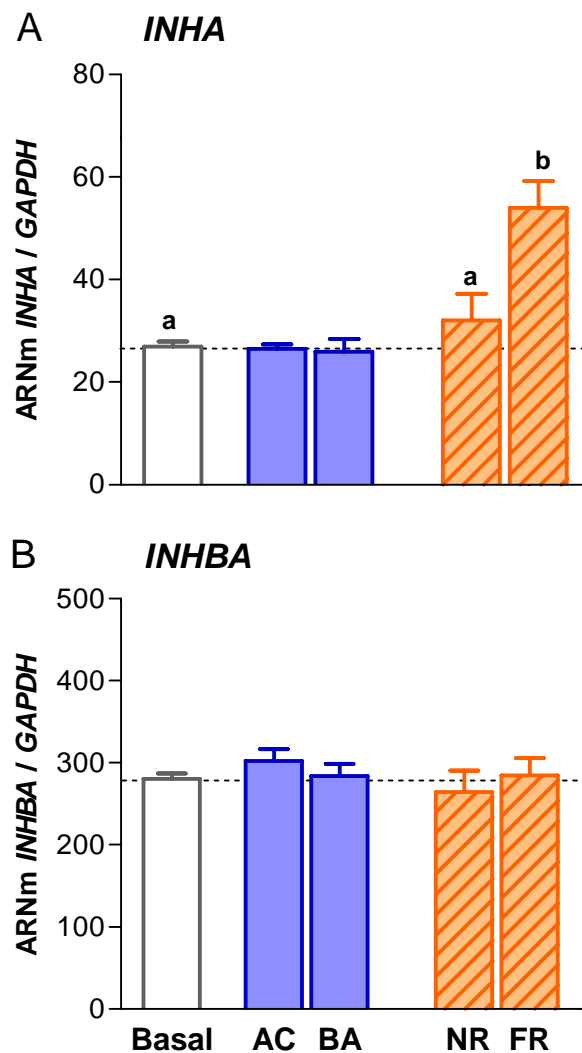 A INHA
80
60
40
20
0
ARNm INHA / GAPDH
a
a
b
B INHBA
500
400
300
200
100
0
ARNm INHBA / GAPDH
Basal AC BA NR FR